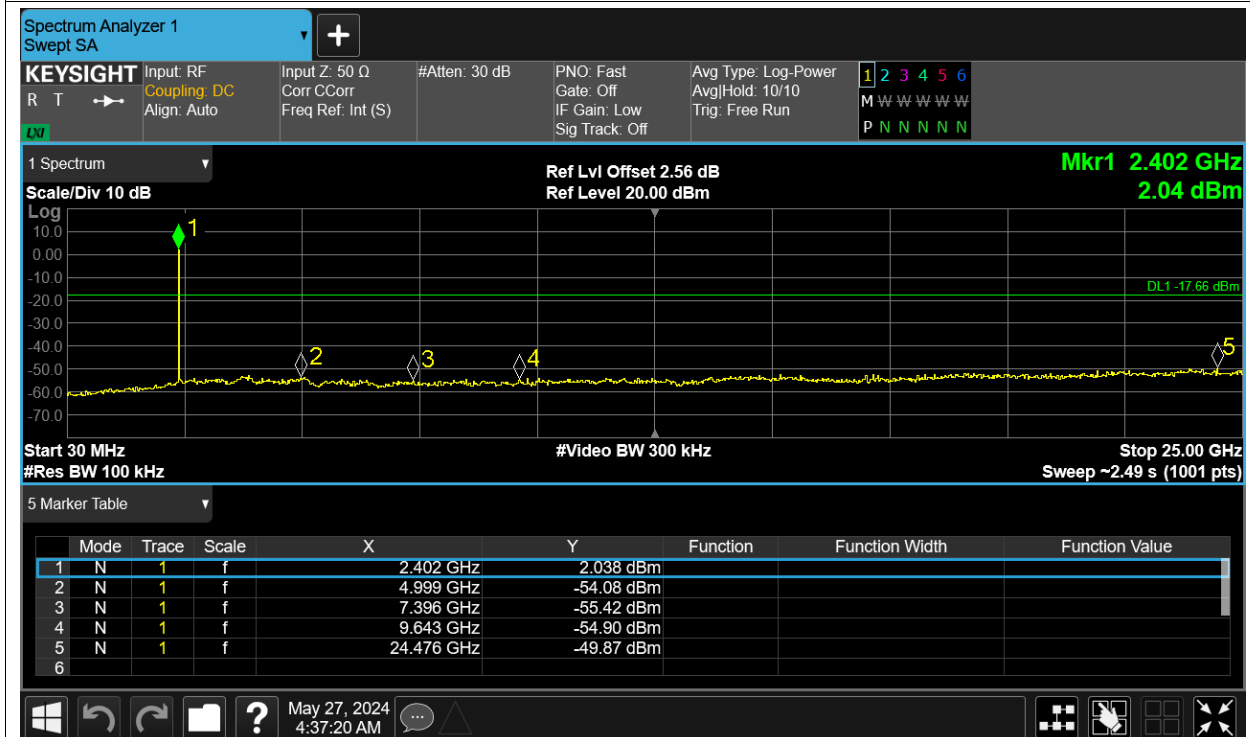 Spectrum Analyzer 1
Swept SA
+
KEYSIGHT Input: RF Input Z: 50 Ω #Atten: 30 dB PNO: Fast Avg Type: Log-Power 1 2 3 4 5 6
R T Coupling: DC Corr CCorr Gate: Off Avg|Hold: 10/10 M W W W W W
Align: Auto Freq Ref: Int (S) IF Gain: Low Trig: Free Run
LXI Sig Track: Off P N N N N N
1 Spectrum Ref Lvl Offset 2.56 dB Mkr1 2.402 GHz
Scale/Div 10 dB Ref Level 20.00 dBm 2.04 dBm
Log
10.0 1
0.00
-10.0
DL1 -17.66 dBm
-20.0
-30.0
-40.0 2 3 4 5
-50.0
-60.0
-70.0
Start 30 MHz #Video BW 300 kHz Stop 25.00 GHz
#Res BW 100 kHz Sweep ~2.49 s (1001 pts)
5 Marker Table
Mode Trace Scale X Y Function Function Width Function Value
1 N 1 f 2.402 GHz 2.038 dBm
2 N 1 f 4.999 GHz -54.08 dBm
3 N 1 f 7.396 GHz -55.42 dBm
4 N 1 f 9.643 GHz -54.90 dBm
5 N 1 f 24.476 GHz -49.87 dBm
6
? May 27, 2024
4:37:20 AM